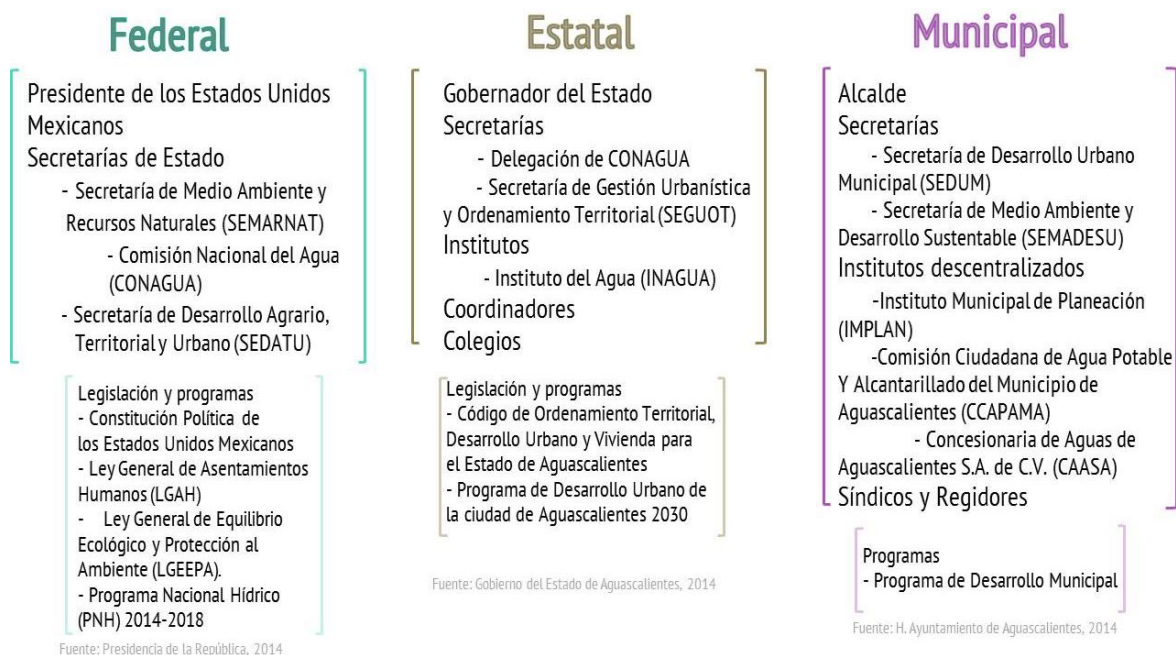 Federal
Presidente de los Estados Unidos
Mexicanos
Secretarías de Estado
- Secretaría de Medio Ambiente y
Recursos Naturales (SEMARNAT)
- Comisión Nacional del Agua
(CONAGUA)
- Secretaría de Desarrollo Agrario,
Territorial y Urbano (SEDATU)
Legislación y programas
- Constitución Política de
los Estados Unidos Mexicanos
- Ley General de Asentamientos
Humanos (LGAH)
- Ley General de Equilibrio
Ecológico y Protección al
Ambiente (LGEEPA).
- Programa Nacional Hídrico
(PNH) 2014-2018
Fuente: Presidencia de la República, 2014
Estatal
Gobernador del Estado
Secretarías
- Delegación de CONAGUA
- Secretaría de Gestión Urbanística
y Ordenamiento Territorial (SEGUOT)
Institutos
- Instituto del Agua (INAGUA)
Coordinadores
Colegios
Legislación y programas
- Código de Ordenamiento Territorial,
Desarrollo Urbano y Vivienda para
el Estado de Aguascalientes
- Programa de Desarrollo Urbano de
la ciudad de Aguascalientes 2030
Fuente: Gobierno del Estado de Aguascalientes, 2014
Municipal
Alcalde
Secretarías
- Secretaría de Desarrollo Urbano
Municipal (SEDUM)
- Secretaría de Medio Ambiente y
Desarrollo Sustentable (SEMADESU)
Institutos descentralizados
-Instituto Municipal de Planeación
(IMPLAN)
-Comisión Ciudadana de Agua Potable
Y Alcantarillado del Municipio de
Aguascalientes (CCAPAMA)
- Concesionaria de Aguas de
Aguascalientes S.A. de C.V. (CAASA)
Síndicos y Regidores
Programas
- Programa de Desarrollo Municipal
Fuente: H. Ayuntamiento de Aguascalientes, 2014